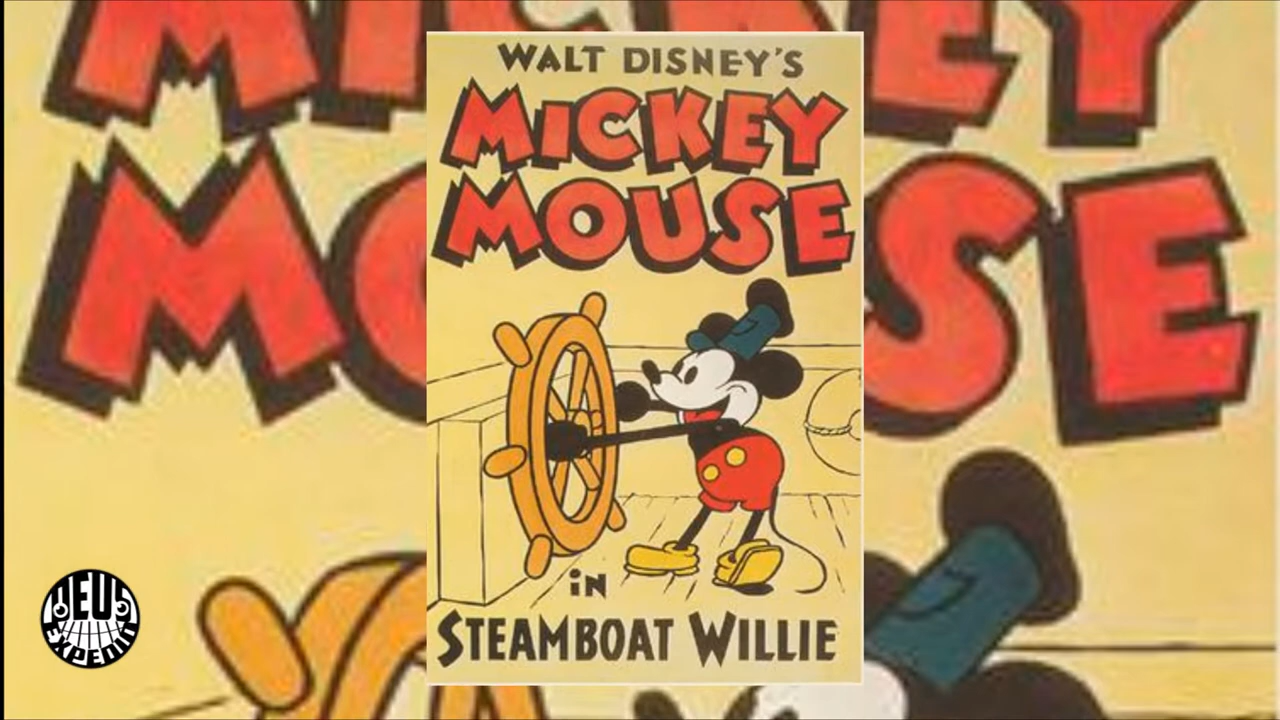 WALT DISNEY'S
MICKEY
MOUSE
in
STEAMBOAT WILLIE